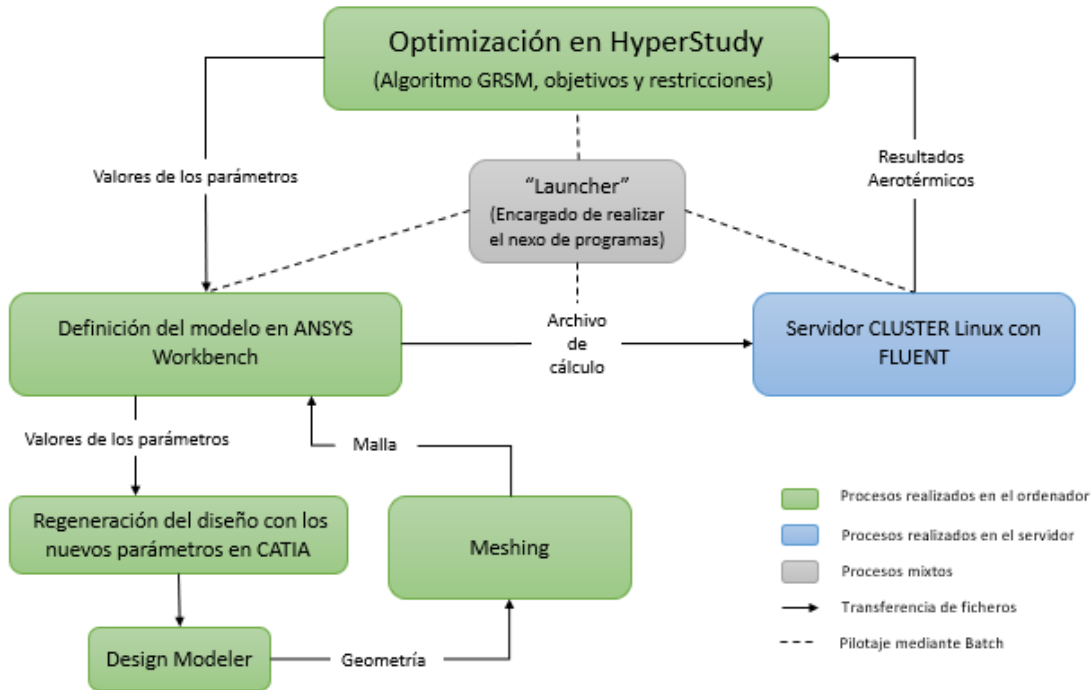 Optimización en HyperStudy
(Algoritmo GRSM, objetivos y restricciones)
Valores de los parámetros
“Launcher”
(Encargado de realizar
el nexo de programas)
Resultados
Aerotérmicos
Definición del modelo en ANSYS
Workbench
Archivo
de
cálculo
Servidor CLUSTER Linux con
FLUENT
Valores de los parámetros
Malla
Regeneración del diseño con los
nuevos parámetros en CATIA
Meshing
Design Modeler
Geometría
Procesos realizados en el ordenador
Procesos realizados en el servidor
Procesos mixtos
Transferencia de ficheros
Pilotaje mediante Batch